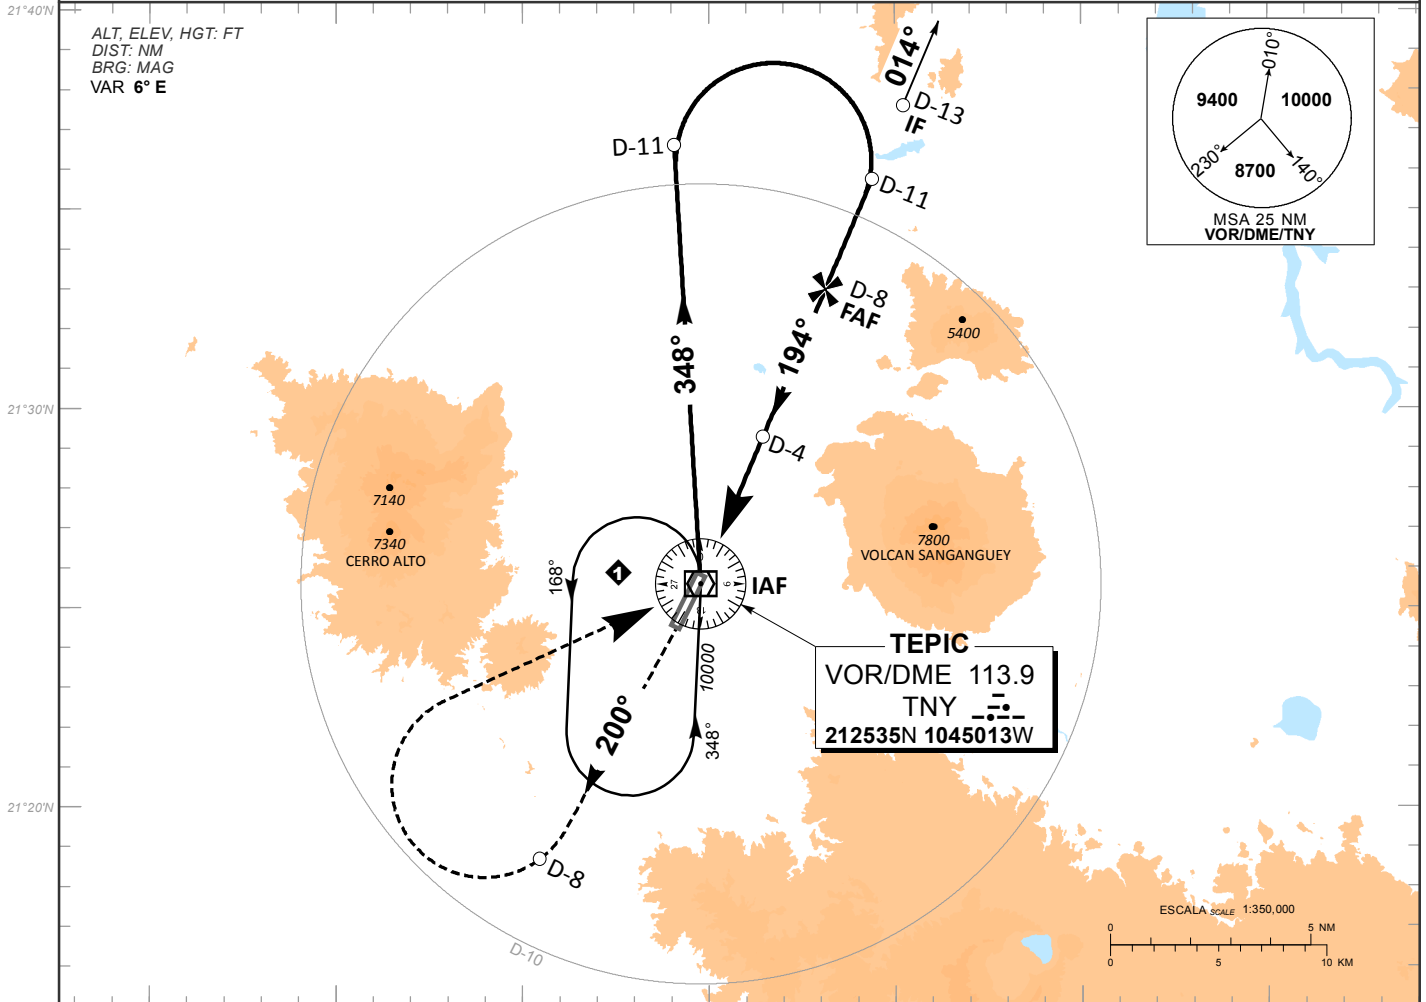 21°40'N
ALT, ELEV, HGT: FT
DIST: NM
BRG: MAG
VAR 6° E
014°
D-13
IF
D-11
D-11
010°
9400
10000
230°
8700
140°
MSA 25 NM
VOR/DME/TNY
D-8
FAF
5400
194°
348°
21°30'N
D-4
7140
7340
CERRO ALTO
7800
VOLCAN SANGANGUEY
168°
1
27
9
18
IAF
TEPIC
VOR/DME 113.9
TNY
212535N 1045013W
10000
200°
348°
21°20'N
D-8
D-10
ESCALA SCALE 1:350,000
0 5 NM
0 5 10 KM